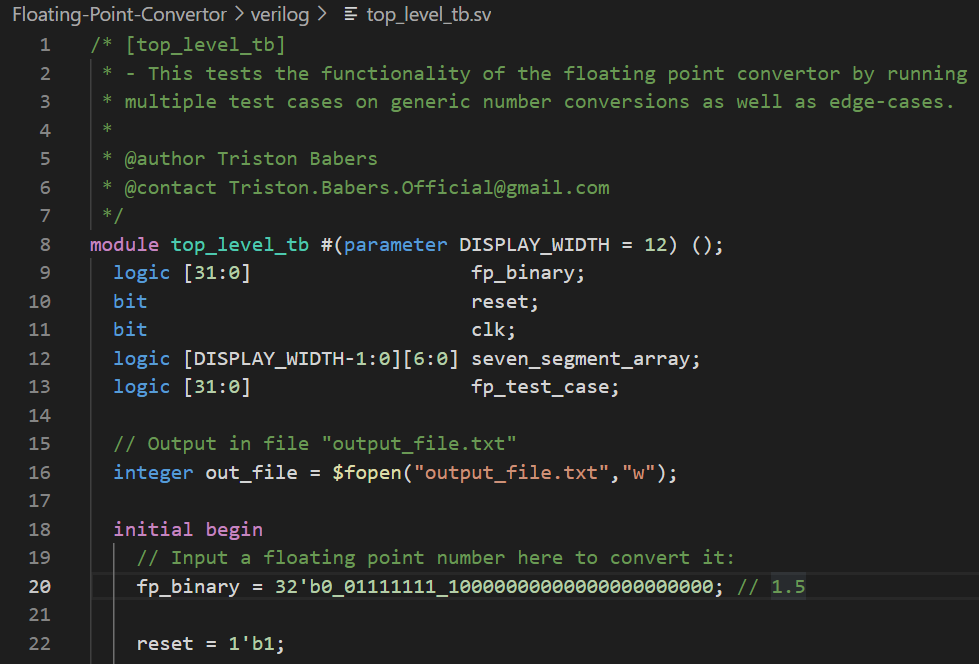 Floating-Point-Convertor > verilog > top_level_tb.sv
1 /* [top_level_tb]
2 * - This tests the functionality of the floating point convertor by running
3 * multiple test cases on generic number conversions as well as edge-cases.
4 *
5 * @author Triston Babers
6 * @contact Triston.Babers.Official@gmail.com
7 */
8 module top_level_tb #(parameter DISPLAY_WIDTH = 12) ();
9 logic [31:0] fp_binary;
10 bit reset;
11 bit clk;
12 logic [DISPLAY_WIDTH-1:0][6:0] seven_segment_array;
13 logic [31:0] fp_test_case;
14
15 // Output in file "output_file.txt"
16 integer out_file = $fopen("output_file.txt","w");
17
18 initial begin
19 // Input a floating point number here to convert it:
20 fp_binary = 32'b0_01111111_10000000000000000000000; // 1.5
21
22 reset = 1'b1;